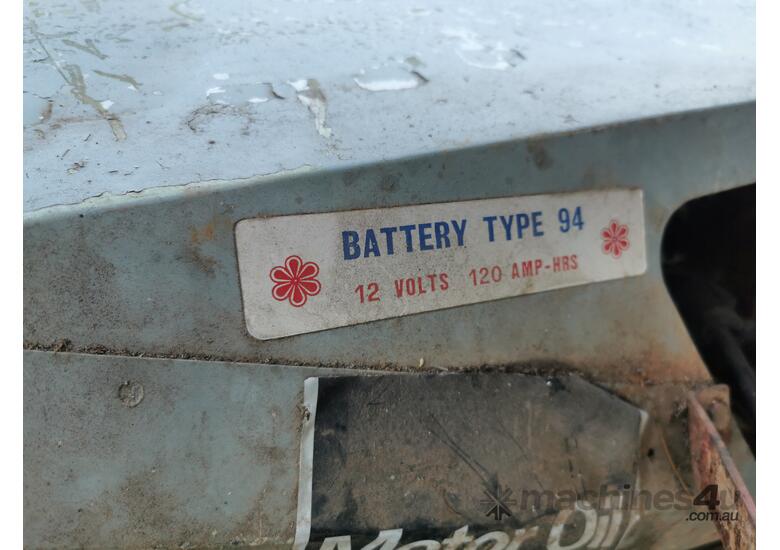 BATTERY TYPE 94
12 VOLTS 120 AMP-HRS
machines4u
.com.au
Motor Oil